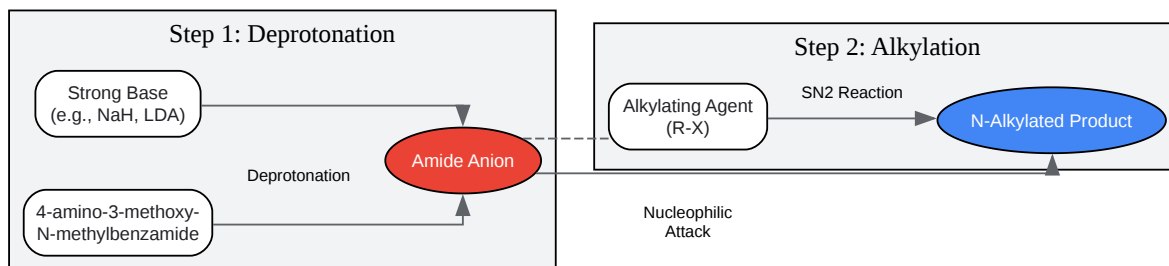 Step 1: Deprotonation
Strong Base
(e.g., NaH, LDA)
Amide Anion
Deprotonation
4-amino-3-methoxy-
N-methylbenzamide
Step 2: Alkylation
Alkylating Agent
(R-X)
SN2 Reaction
N-Alkylated Product
Nucleophilic
Attack